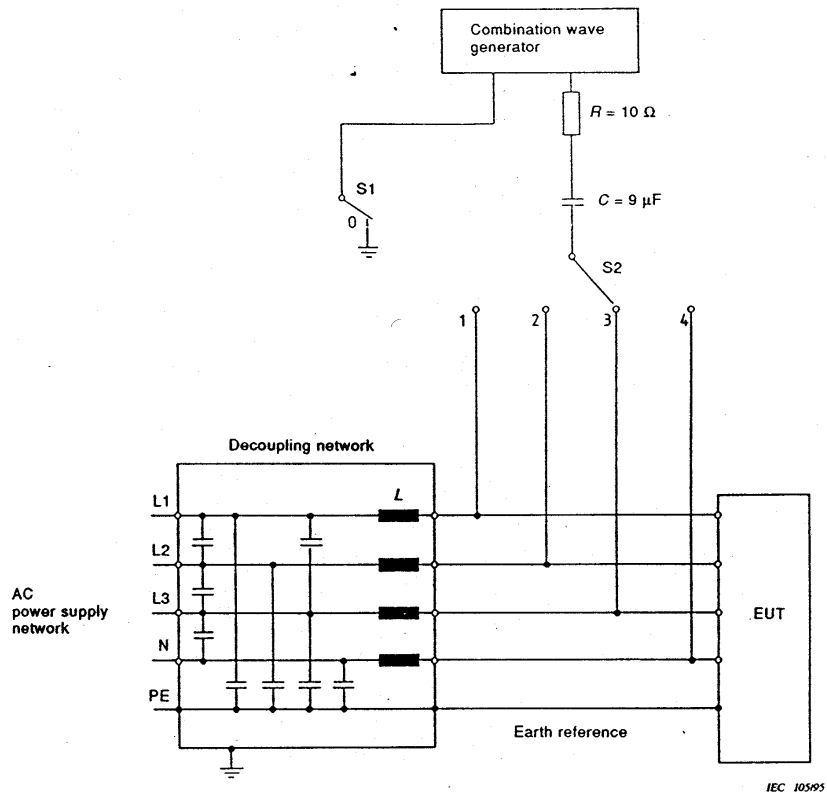 Combination wave
generator
R = 10 Ω
S1
0
C = 9 µF
S2
1
2
3
4
Decoupling network
L1
L
L2
AC
power supply
network
L3
EUT
N
PE
Earth reference
IEC 105/95